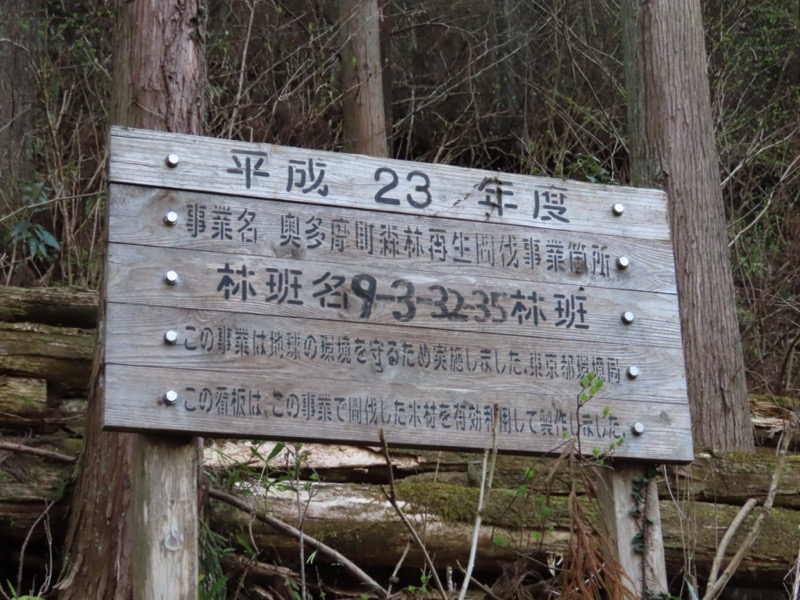 平成 23 年度
事業名 奥多摩町森林再生間伐事業箇所
林班名9-3-32-35林班
この事業は地球の環境を守るため実施しました。東京都環境局
この看板は、この事業で間伐した木材を有効利用して製作しました。